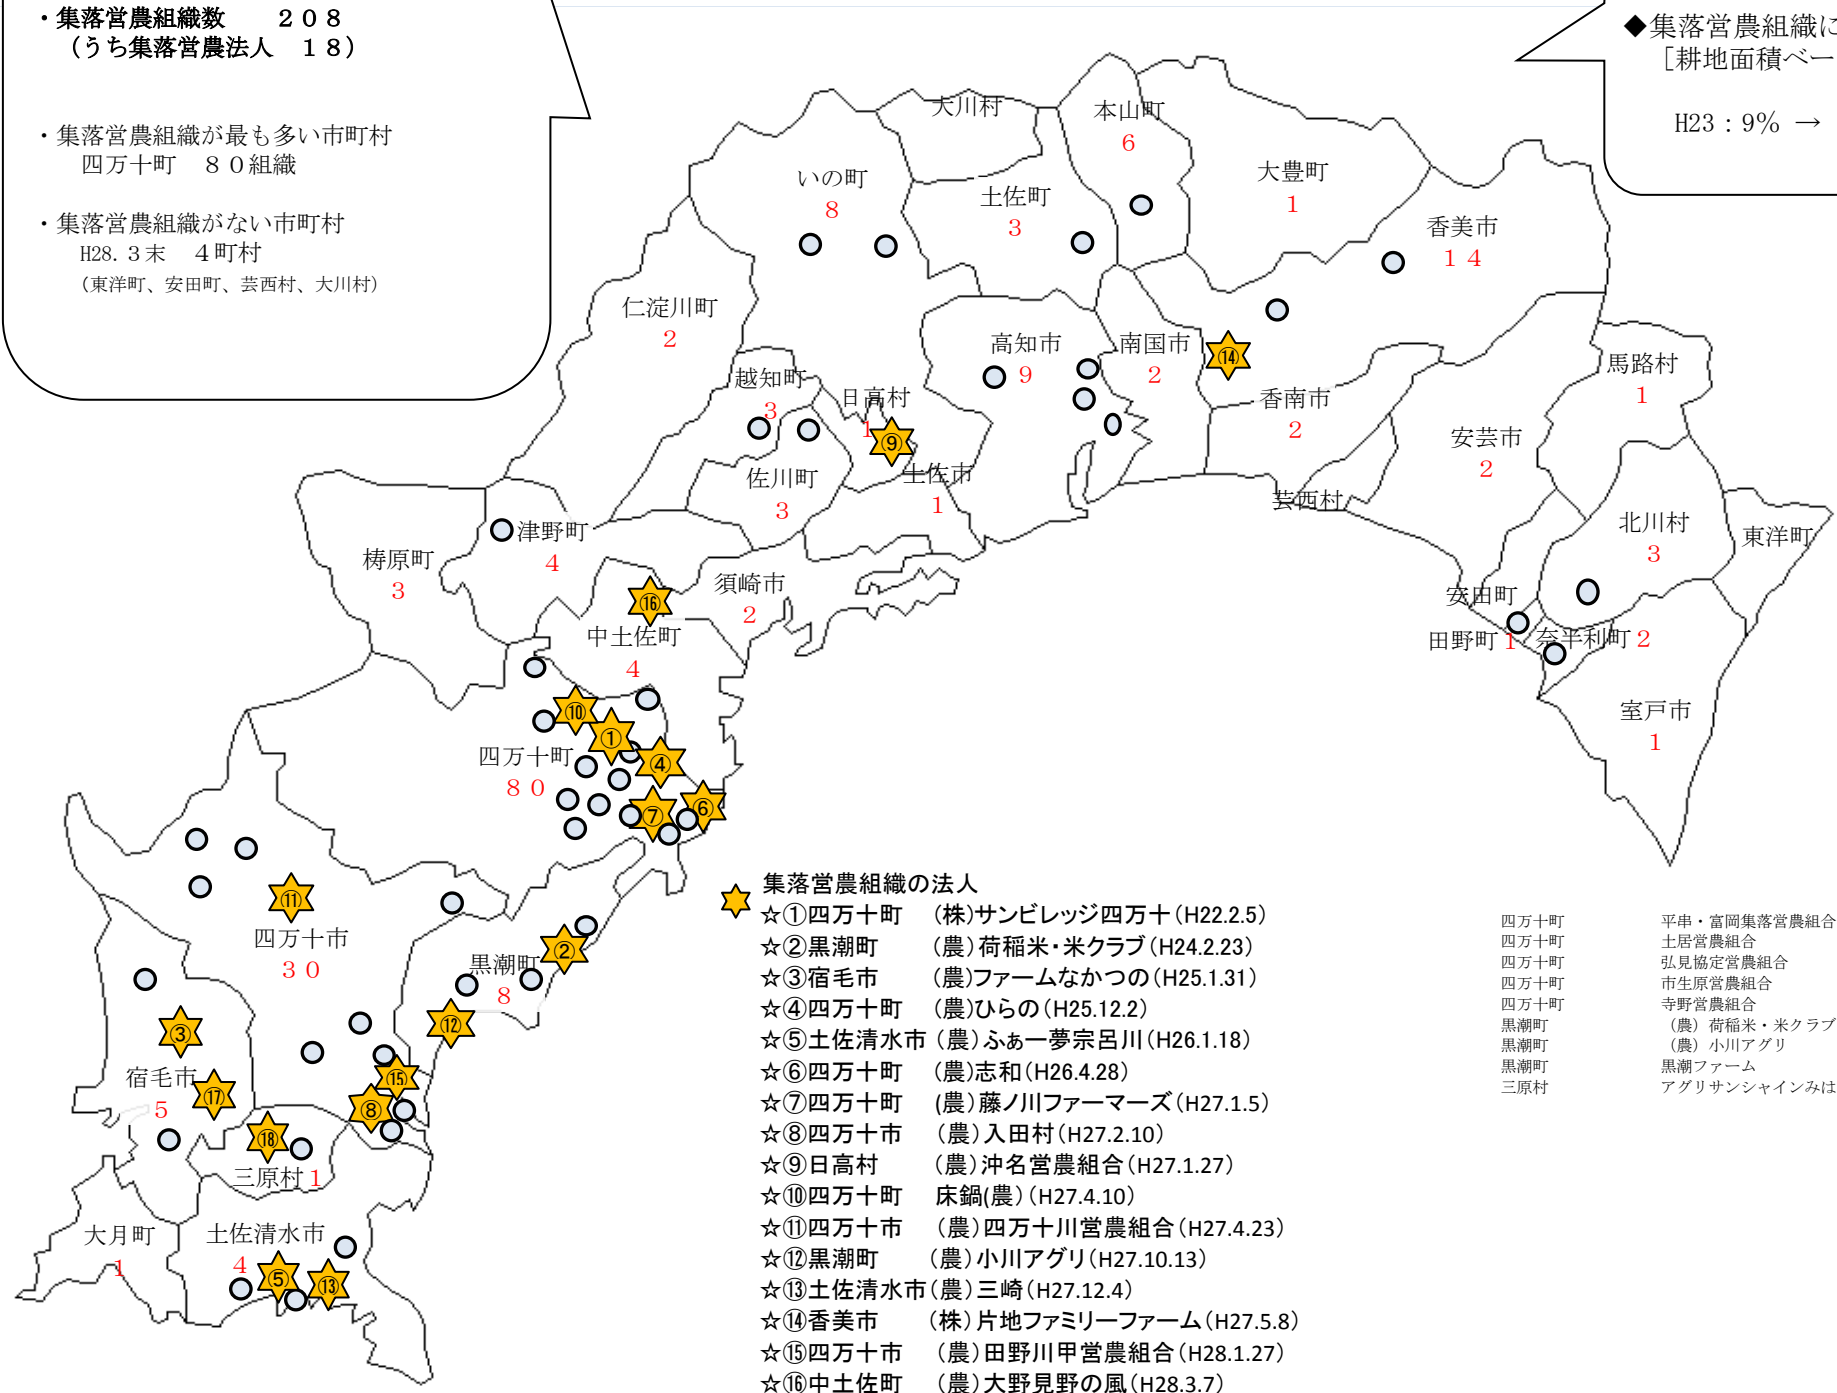 ・集落営農組織数　　２０８
（うち集落営農法人　１８）
・集落営農組織が最も多い市町村
四万十町　８０組織
・集落営農組織がない市町村
H28.３末　４町村
（東洋町、安田町、芸西村、大川村）
◆集落営農組織に
［耕地面積ベー
H23：9% →
大川村
本山町
6
大豊町
1
いの町
8
土佐町
3
香美市
14
仁淀川町
2
高知市
9
南国市
2
⑭
馬路村
1
越知町
3
日高村
1
⑨
香南市
2
安芸市
2
佐川町
3
土佐市
1
芸西村
北川村
3
東洋町
津野町
4
梼原町
3
須崎市
2
⑯
中土佐町
4
安田町
田野町 1
奈半利町 2
室戸市
1
⑩
①
④
四万十町
80
⑦
⑥
⑪
四万十市
30
②
黒潮町
8
⑫
③
宿毛市
5
⑰
⑮
⑧
⑱
三原村 1
大月町
1
土佐清水市
4
⑤
⑬
集落営農組織の法人
☆①四万十町　（株）サンビレッジ四万十（H22.2.5）
☆②黒潮町　（農）荷稲米・米クラブ（H24.2.23）
☆③宿毛市　（農）ファームなかつの（H25.1.31）
☆④四万十町　（農）ひらの（H25.12.2）
☆⑤土佐清水市（農）ふぁー夢宗呂川（H26.1.18）
☆⑥四万十町　（農）志和（H26.4.28）
☆⑦四万十町　(農）藤ノ川ファーマーズ（H27.1.5）
☆⑧四万十市　（農）入田村（H27.2.10）
☆⑨日高村　（農）沖名営農組合（H27.1.27）
☆⑩四万十町　床鍋(農）（H27.4.10）
☆⑪四万十市　（農）四万十川営農組合（H27.4.23）
☆⑫黒潮町　（農）小川アグリ（H27.10.13）
☆⑬土佐清水市（農）三崎（H27.12.4）
☆⑭香美市　（株）片地ファミリーファーム（H27.5.8）
☆⑮四万十市　（農）田野川甲営農組合（H28.1.27）
☆⑯中土佐町　（農）大野見野の風（H28.3.7）
四万十町　平串・富岡集落営農組合
四万十町　土居営農組合
四万十町　弘見協定営農組合
四万十町　市生原営農組合
四万十町　寺野営農組合
黒潮町　（農）荷稲米・米クラブ
黒潮町　（農）小川アグリ
黒潮町　黒潮ファーム
三原村　アグリサンシャインみは